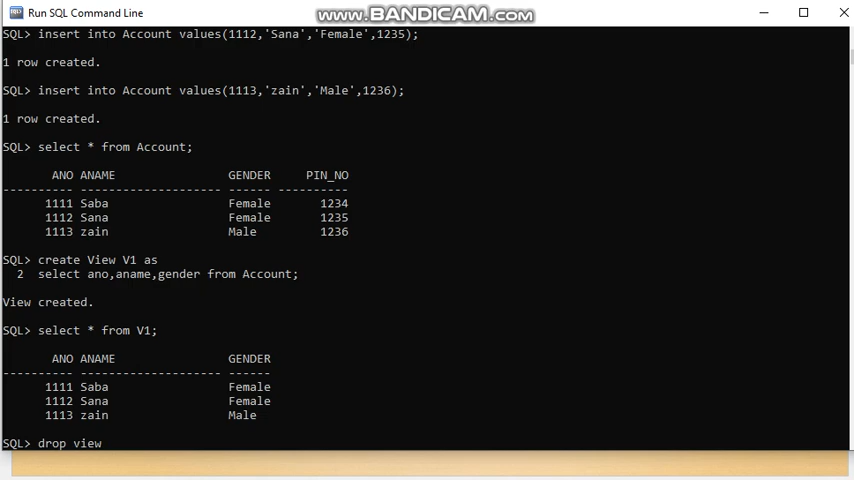 www.BANDICAM.com
Run SQL Command Line
SQL> insert into Account values(1112,'Sana','Female',1235);
1 row created.
SQL> insert into Account values(1113,'zain','Male',1236);
1 row created.
SQL> select * from Account;
ANO ANAME GENDER PIN_NO
---------- -------------------- ------ ----------
1111 Saba Female 1234
1112 Sana Female 1235
1113 zain Male 1236
SQL> create View V1 as
2 select ano,aname,gender from Account;
View created.
SQL> select * from V1;
ANO ANAME GENDER
---------- -------------------- ------
1111 Saba Female
1112 Sana Female
1113 zain Male
SQL> drop view